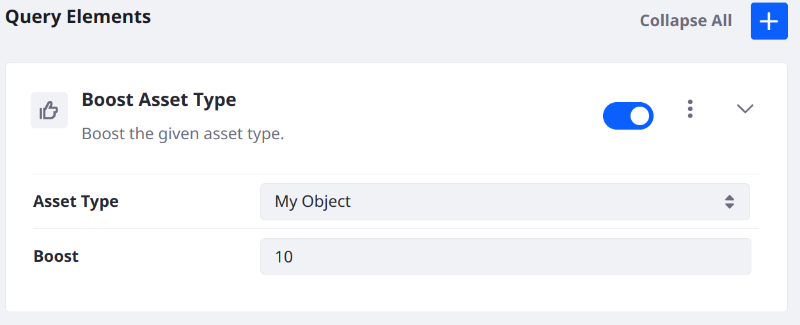 Query Elements
Collapse All
Boost Asset Type
Boost the given asset type.
Asset Type
My Object
Boost
10